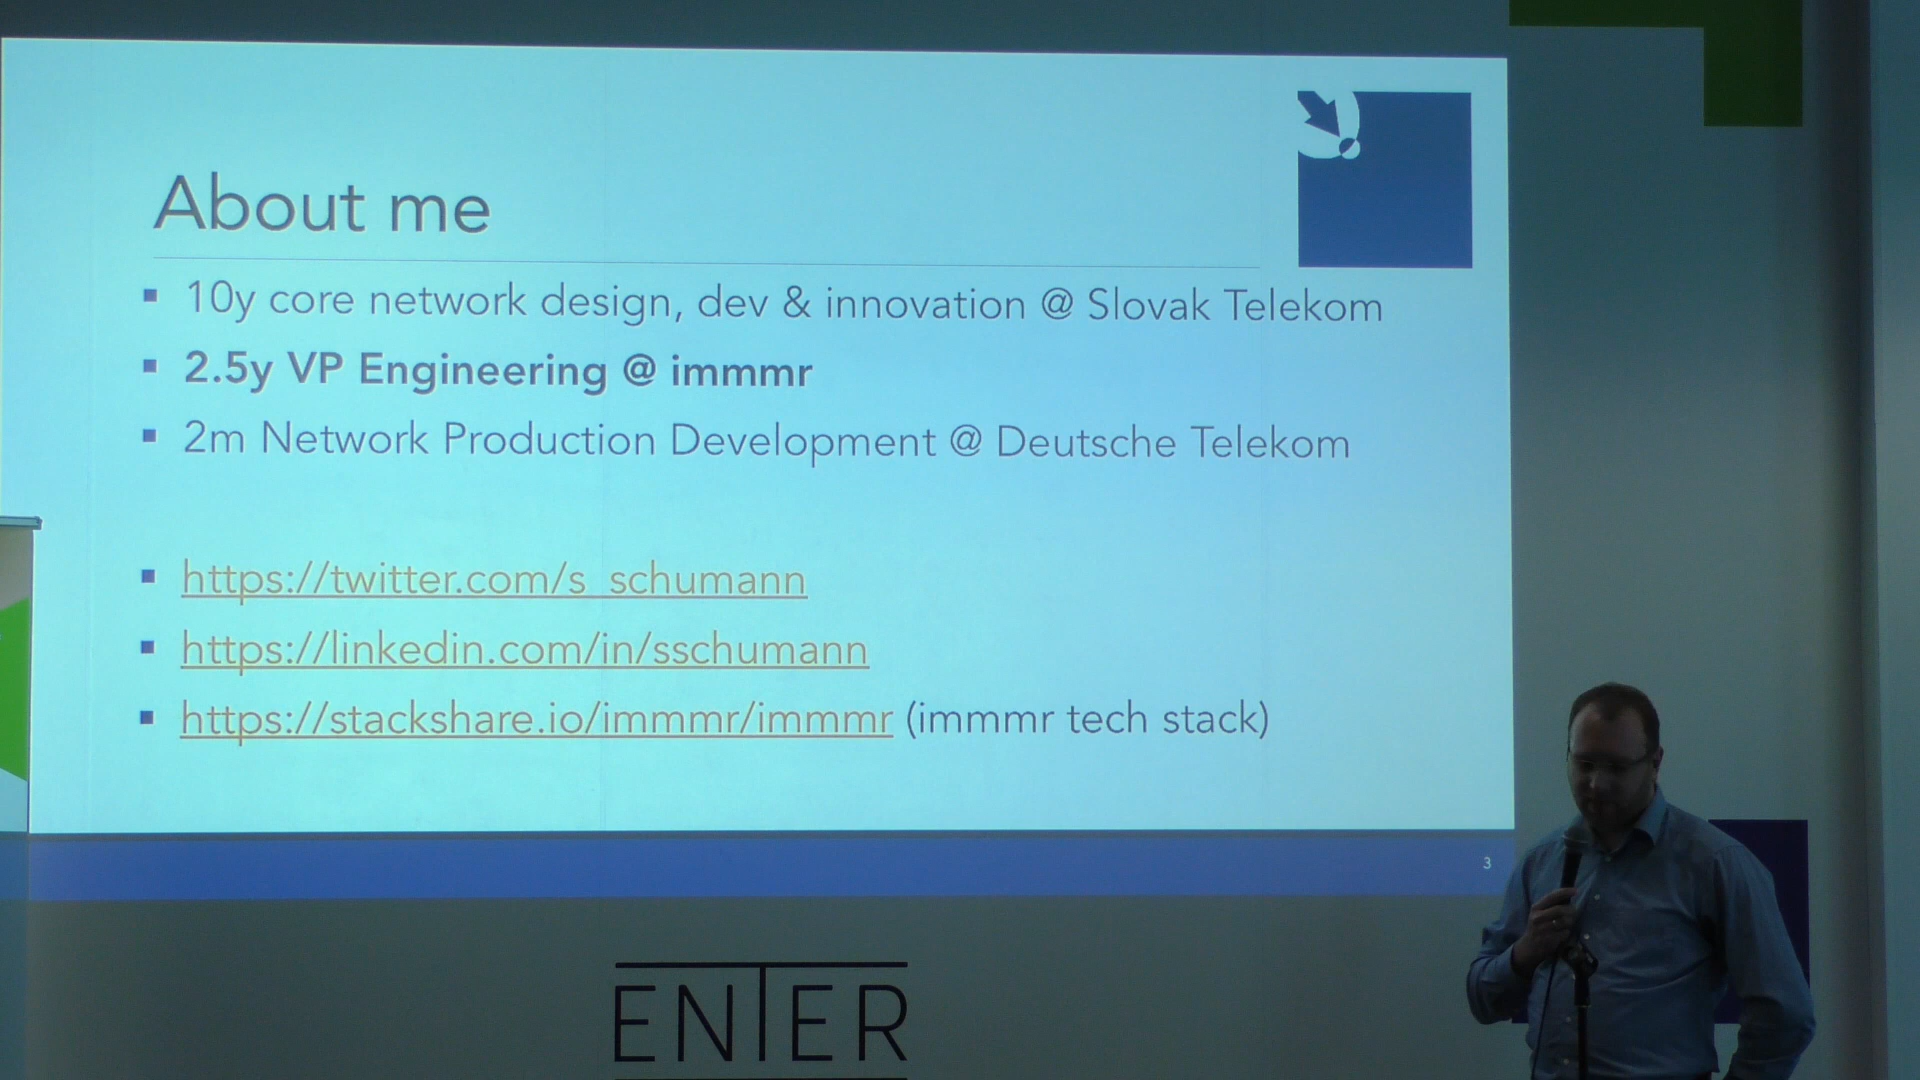 About me
▪ 10y core network design, dev & innovation @ Slovak Telekom
▪ 2.5y VP Engineering @ immmr
▪ 2m Network Production Development @ Deutsche Telekom
▪ https://twitter.com/s_schumann
▪ https://linkedin.com/in/sschumann
▪ https://stackshare.io/immmr/immmr (immmr tech stack)
3
ENTER